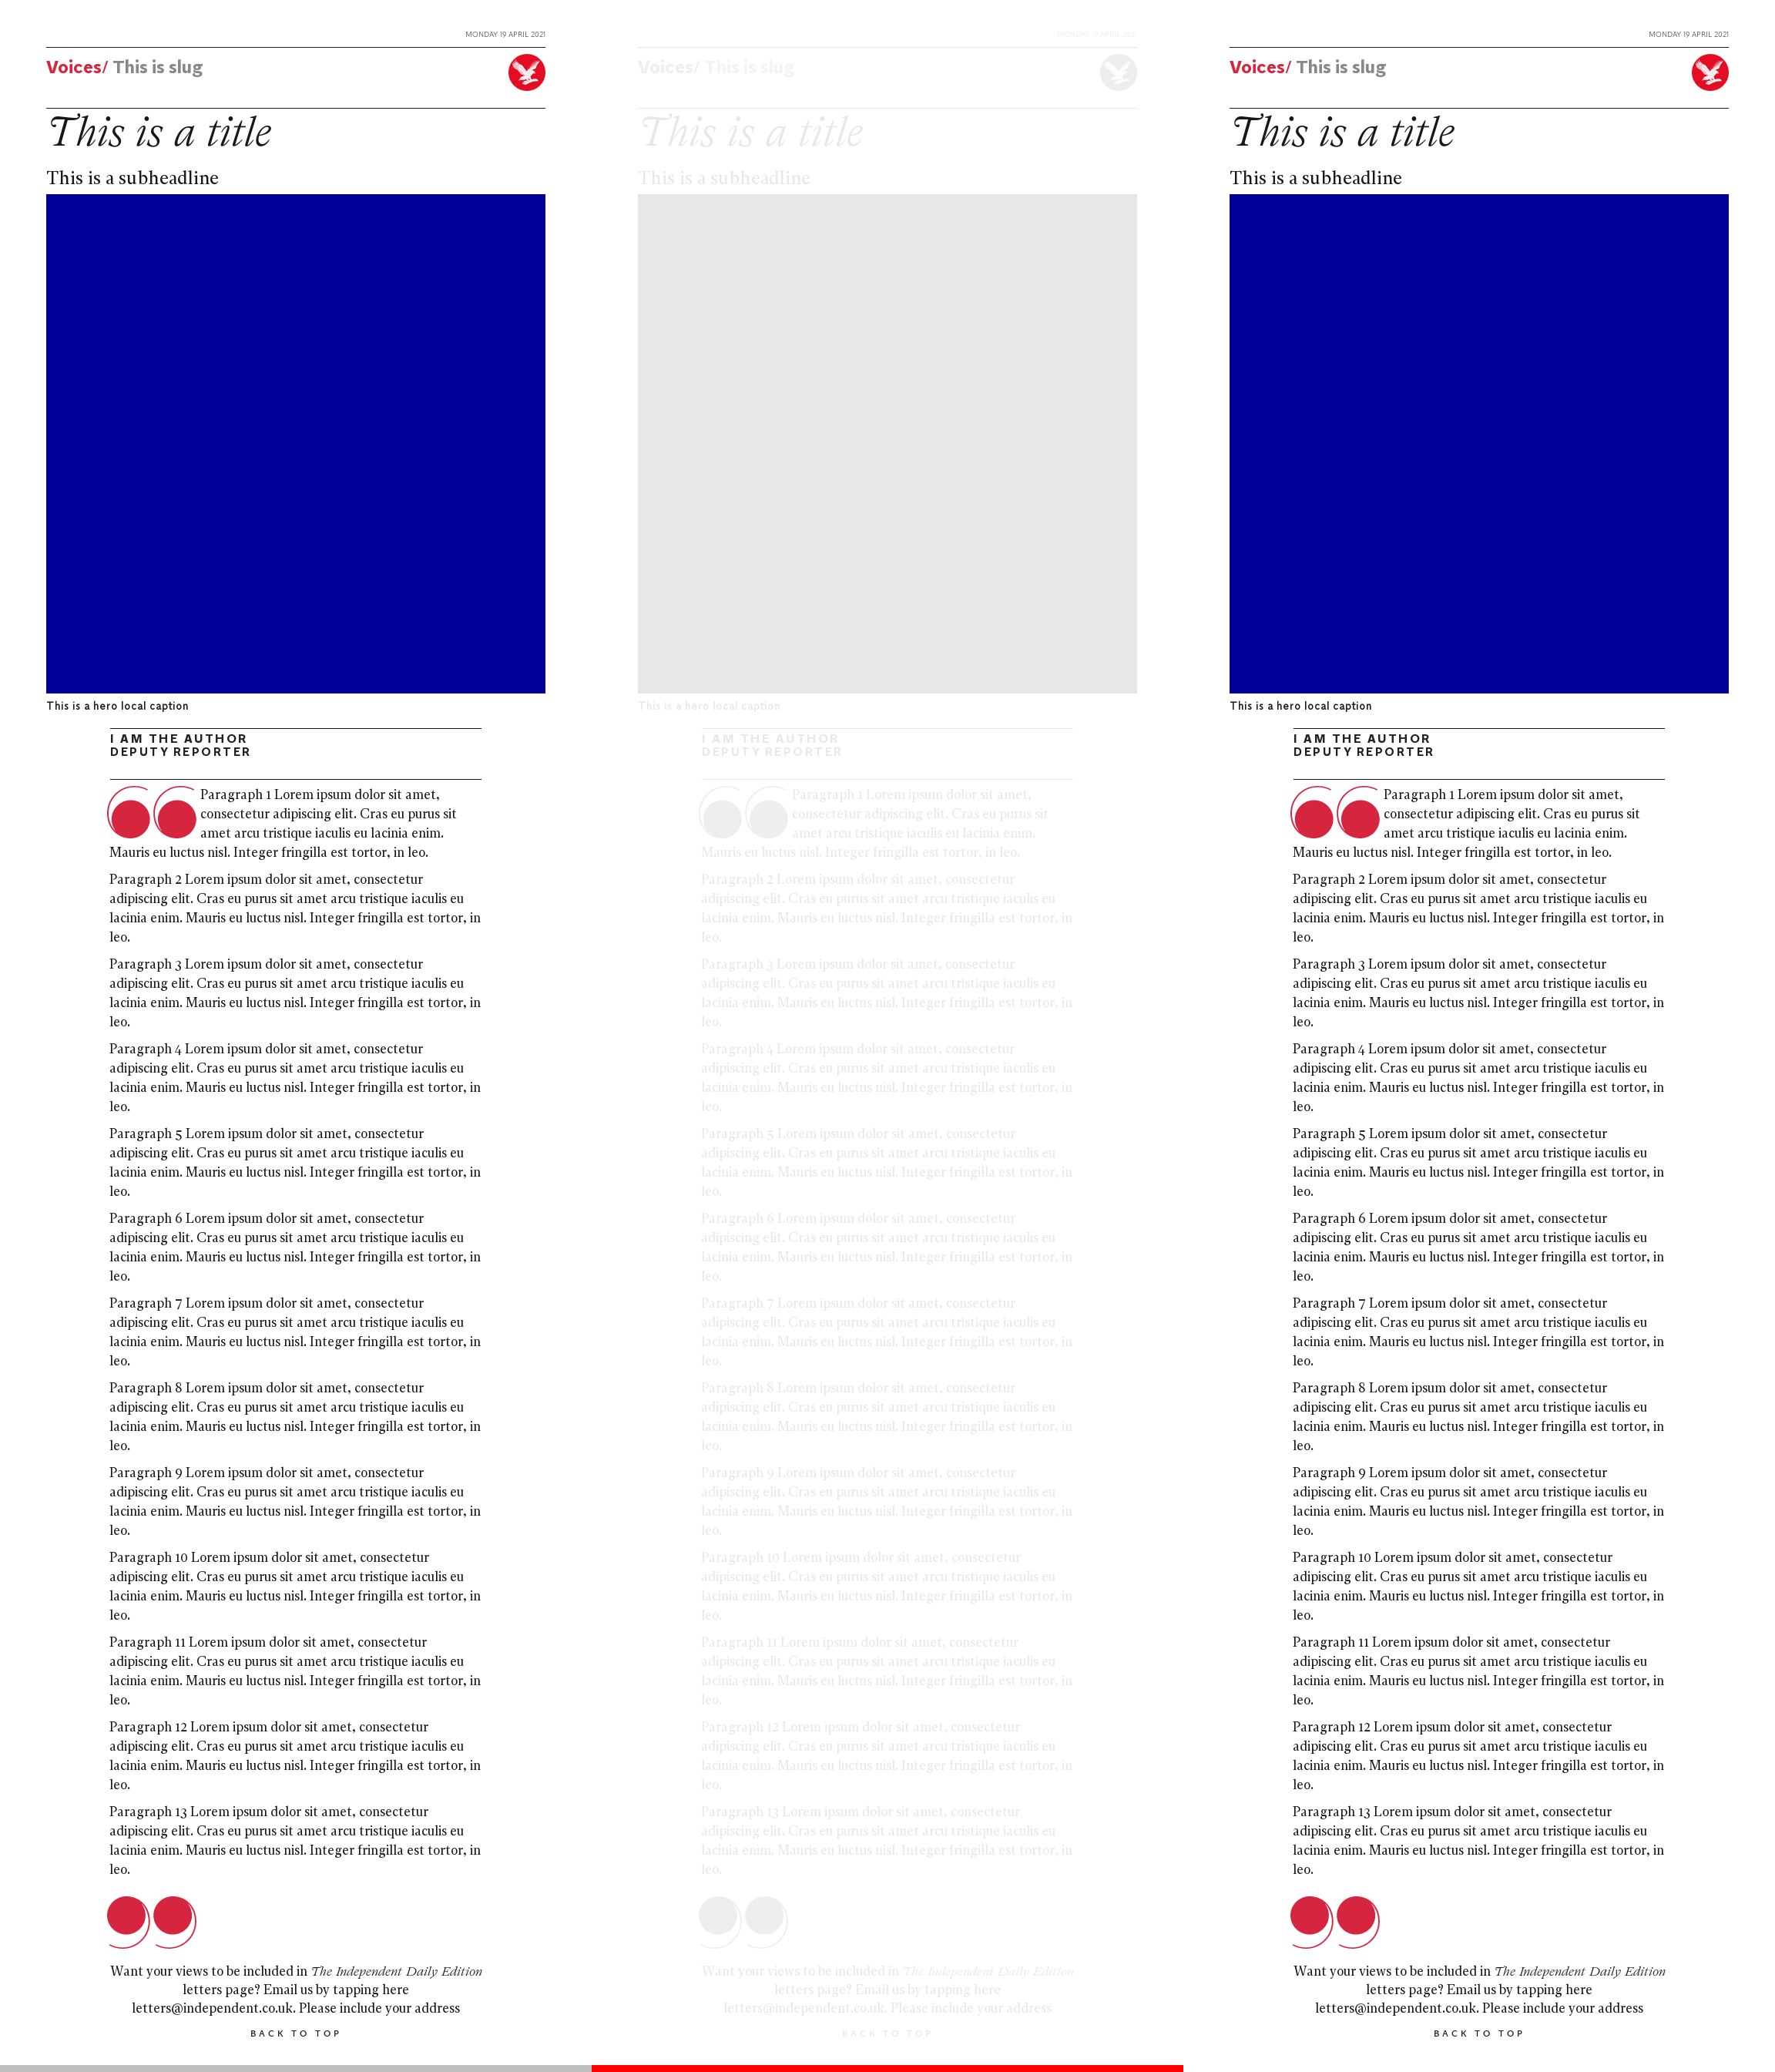 MONDAY 19 APRIL 2021
Voices/ This is slug
This is a title
This is a subheadline
This is a hero local caption
I AM THE AUTHOR
DEPUTY REPORTER
Paragraph 1 Lorem ipsum dolor sit amet,
consectetur adipiscing elit. Cras eu purus sit
amet arcu tristique iaculis eu lacinia enim.
Mauris eu luctus nisl. Integer fringilla est tortor, in leo.
Paragraph 2 Lorem ipsum dolor sit amet, consectetur
adipiscing elit. Cras eu purus sit amet arcu tristique iaculis eu
lacinia enim. Mauris eu luctus nisl. Integer fringilla est tortor, in
leo.
Paragraph 3 Lorem ipsum dolor sit amet, consectetur
adipiscing elit. Cras eu purus sit amet arcu tristique iaculis eu
lacinia enim. Mauris eu luctus nisl. Integer fringilla est tortor, in
leo.
Paragraph 4 Lorem ipsum dolor sit amet, consectetur
adipiscing elit. Cras eu purus sit amet arcu tristique iaculis eu
lacinia enim. Mauris eu luctus nisl. Integer fringilla est tortor, in
leo.
Paragraph 5 Lorem ipsum dolor sit amet, consectetur
adipiscing elit. Cras eu purus sit amet arcu tristique iaculis eu
lacinia enim. Mauris eu luctus nisl. Integer fringilla est tortor, in
leo.
Paragraph 6 Lorem ipsum dolor sit amet, consectetur
adipiscing elit. Cras eu purus sit amet arcu tristique iaculis eu
lacinia enim. Mauris eu luctus nisl. Integer fringilla est tortor, in
leo.
Paragraph 7 Lorem ipsum dolor sit amet, consectetur
adipiscing elit. Cras eu purus sit amet arcu tristique iaculis eu
lacinia enim. Mauris eu luctus nisl. Integer fringilla est tortor, in
leo.
Paragraph 8 Lorem ipsum dolor sit amet, consectetur
adipiscing elit. Cras eu purus sit amet arcu tristique iaculis eu
lacinia enim. Mauris eu luctus nisl. Integer fringilla est tortor, in
leo.
Paragraph 9 Lorem ipsum dolor sit amet, consectetur
adipiscing elit. Cras eu purus sit amet arcu tristique iaculis eu
lacinia enim. Mauris eu luctus nisl. Integer fringilla est tortor, in
leo.
Paragraph 10 Lorem ipsum dolor sit amet, consectetur
adipiscing elit. Cras eu purus sit amet arcu tristique iaculis eu
lacinia enim. Mauris eu luctus nisl. Integer fringilla est tortor, in
leo.
Paragraph 11 Lorem ipsum dolor sit amet, consectetur
adipiscing elit. Cras eu purus sit amet arcu tristique iaculis eu
lacinia enim. Mauris eu luctus nisl. Integer fringilla est tortor, in
leo.
Paragraph 12 Lorem ipsum dolor sit amet, consectetur
adipiscing elit. Cras eu purus sit amet arcu tristique iaculis eu
lacinia enim. Mauris eu luctus nisl. Integer fringilla est tortor, in
leo.
Paragraph 13 Lorem ipsum dolor sit amet, consectetur
adipiscing elit. Cras eu purus sit amet arcu tristique iaculis eu
lacinia enim. Mauris eu luctus nisl. Integer fringilla est tortor, in
leo.
Want your views to be included in The Independent Daily Edition
letters page? Email us by tapping here
letters@independent.co.uk. Please include your address
BACK TO TOP
MONDAY 19 APRIL 2021
Voices/ This is slug
This is a title
This is a subheadline
This is a hero local caption
I AM THE AUTHOR
DEPUTY REPORTER
Paragraph 1 Lorem ipsum dolor sit amet,
consectetur adipiscing elit. Cras eu purus sit
amet arcu tristique iaculis eu lacinia enim.
Mauris eu luctus nisl. Integer fringilla est tortor, in leo.
Paragraph 2 Lorem ipsum dolor sit amet, consectetur
adipiscing elit. Cras eu purus sit amet arcu tristique iaculis eu
lacinia enim. Mauris eu luctus nisl. Integer fringilla est tortor, in
leo.
Paragraph 3 Lorem ipsum dolor sit amet, consectetur
adipiscing elit. Cras eu purus sit amet arcu tristique iaculis eu
lacinia enim. Mauris eu luctus nisl. Integer fringilla est tortor, in
leo.
Paragraph 4 Lorem ipsum dolor sit amet, consectetur
adipiscing elit. Cras eu purus sit amet arcu tristique iaculis eu
lacinia enim. Mauris eu luctus nisl. Integer fringilla est tortor, in
leo.
Paragraph 5 Lorem ipsum dolor sit amet, consectetur
adipiscing elit. Cras eu purus sit amet arcu tristique iaculis eu
lacinia enim. Mauris eu luctus nisl. Integer fringilla est tortor, in
leo.
Paragraph 6 Lorem ipsum dolor sit amet, consectetur
adipiscing elit. Cras eu purus sit amet arcu tristique iaculis eu
lacinia enim. Mauris eu luctus nisl. Integer fringilla est tortor, in
leo.
Paragraph 7 Lorem ipsum dolor sit amet, consectetur
adipiscing elit. Cras eu purus sit amet arcu tristique iaculis eu
lacinia enim. Mauris eu luctus nisl. Integer fringilla est tortor, in
leo.
Paragraph 8 Lorem ipsum dolor sit amet, consectetur
adipiscing elit. Cras eu purus sit amet arcu tristique iaculis eu
lacinia enim. Mauris eu luctus nisl. Integer fringilla est tortor, in
leo.
Paragraph 9 Lorem ipsum dolor sit amet, consectetur
adipiscing elit. Cras eu purus sit amet arcu tristique iaculis eu
lacinia enim. Mauris eu luctus nisl. Integer fringilla est tortor, in
leo.
Paragraph 10 Lorem ipsum dolor sit amet, consectetur
adipiscing elit. Cras eu purus sit amet arcu tristique iaculis eu
lacinia enim. Mauris eu luctus nisl. Integer fringilla est tortor, in
leo.
Paragraph 11 Lorem ipsum dolor sit amet, consectetur
adipiscing elit. Cras eu purus sit amet arcu tristique iaculis eu
lacinia enim. Mauris eu luctus nisl. Integer fringilla est tortor, in
leo.
Paragraph 12 Lorem ipsum dolor sit amet, consectetur
adipiscing elit. Cras eu purus sit amet arcu tristique iaculis eu
lacinia enim. Mauris eu luctus nisl. Integer fringilla est tortor, in
leo.
Paragraph 13 Lorem ipsum dolor sit amet, consectetur
adipiscing elit. Cras eu purus sit amet arcu tristique iaculis eu
lacinia enim. Mauris eu luctus nisl. Integer fringilla est tortor, in
leo.
Want your views to be included in The Independent Daily Edition
letters page? Email us by tapping here
letters@independent.co.uk. Please include your address
BACK TO TOP
MONDAY 19 APRIL 2021
Voices/ This is slug
This is a title
This is a subheadline
This is a hero local caption
I AM THE AUTHOR
DEPUTY REPORTER
Paragraph 1 Lorem ipsum dolor sit amet,
consectetur adipiscing elit. Cras eu purus sit
amet arcu tristique iaculis eu lacinia enim.
Mauris eu luctus nisl. Integer fringilla est tortor, in leo.
Paragraph 2 Lorem ipsum dolor sit amet, consectetur
adipiscing elit. Cras eu purus sit amet arcu tristique iaculis eu
lacinia enim. Mauris eu luctus nisl. Integer fringilla est tortor, in
leo.
Paragraph 3 Lorem ipsum dolor sit amet, consectetur
adipiscing elit. Cras eu purus sit amet arcu tristique iaculis eu
lacinia enim. Mauris eu luctus nisl. Integer fringilla est tortor, in
leo.
Paragraph 4 Lorem ipsum dolor sit amet, consectetur
adipiscing elit. Cras eu purus sit amet arcu tristique iaculis eu
lacinia enim. Mauris eu luctus nisl. Integer fringilla est tortor, in
leo.
Paragraph 5 Lorem ipsum dolor sit amet, consectetur
adipiscing elit. Cras eu purus sit amet arcu tristique iaculis eu
lacinia enim. Mauris eu luctus nisl. Integer fringilla est tortor, in
leo.
Paragraph 6 Lorem ipsum dolor sit amet, consectetur
adipiscing elit. Cras eu purus sit amet arcu tristique iaculis eu
lacinia enim. Mauris eu luctus nisl. Integer fringilla est tortor, in
leo.
Paragraph 7 Lorem ipsum dolor sit amet, consectetur
adipiscing elit. Cras eu purus sit amet arcu tristique iaculis eu
lacinia enim. Mauris eu luctus nisl. Integer fringilla est tortor, in
leo.
Paragraph 8 Lorem ipsum dolor sit amet, consectetur
adipiscing elit. Cras eu purus sit amet arcu tristique iaculis eu
lacinia enim. Mauris eu luctus nisl. Integer fringilla est tortor, in
leo.
Paragraph 9 Lorem ipsum dolor sit amet, consectetur
adipiscing elit. Cras eu purus sit amet arcu tristique iaculis eu
lacinia enim. Mauris eu luctus nisl. Integer fringilla est tortor, in
leo.
Paragraph 10 Lorem ipsum dolor sit amet, consectetur
adipiscing elit. Cras eu purus sit amet arcu tristique iaculis eu
lacinia enim. Mauris eu luctus nisl. Integer fringilla est tortor, in
leo.
Paragraph 11 Lorem ipsum dolor sit amet, consectetur
adipiscing elit. Cras eu purus sit amet arcu tristique iaculis eu
lacinia enim. Mauris eu luctus nisl. Integer fringilla est tortor, in
leo.
Paragraph 12 Lorem ipsum dolor sit amet, consectetur
adipiscing elit. Cras eu purus sit amet arcu tristique iaculis eu
lacinia enim. Mauris eu luctus nisl. Integer fringilla est tortor, in
leo.
Paragraph 13 Lorem ipsum dolor sit amet, consectetur
adipiscing elit. Cras eu purus sit amet arcu tristique iaculis eu
lacinia enim. Mauris eu luctus nisl. Integer fringilla est tortor, in
leo.
Want your views to be included in The Independent Daily Edition
letters page? Email us by tapping here
letters@independent.co.uk. Please include your address
BACK TO TOP